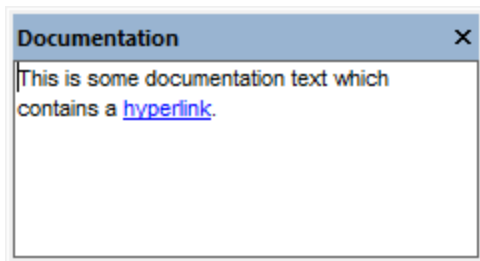 Documentation
This is some documentation text which
contains a hyperlink.